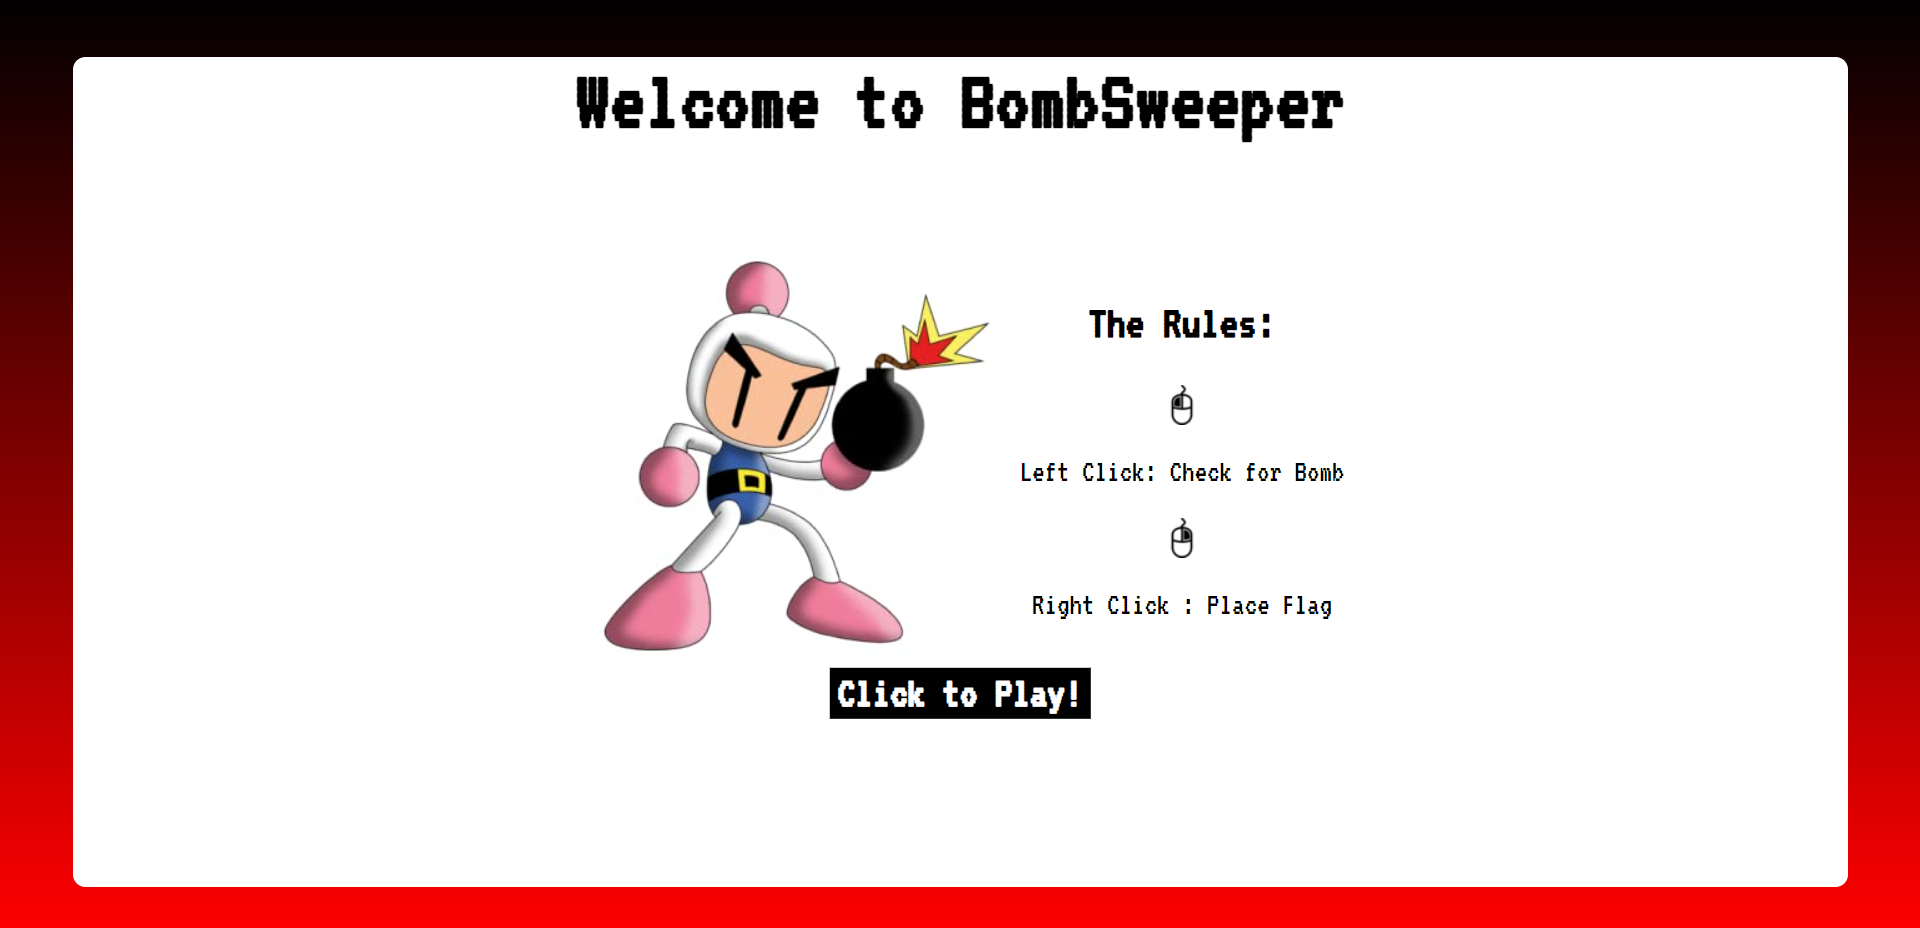 Welcome to BombSweeper
The Rules:
Left Click: Check for Bomb
Right Click : Place Flag
Click to Play!